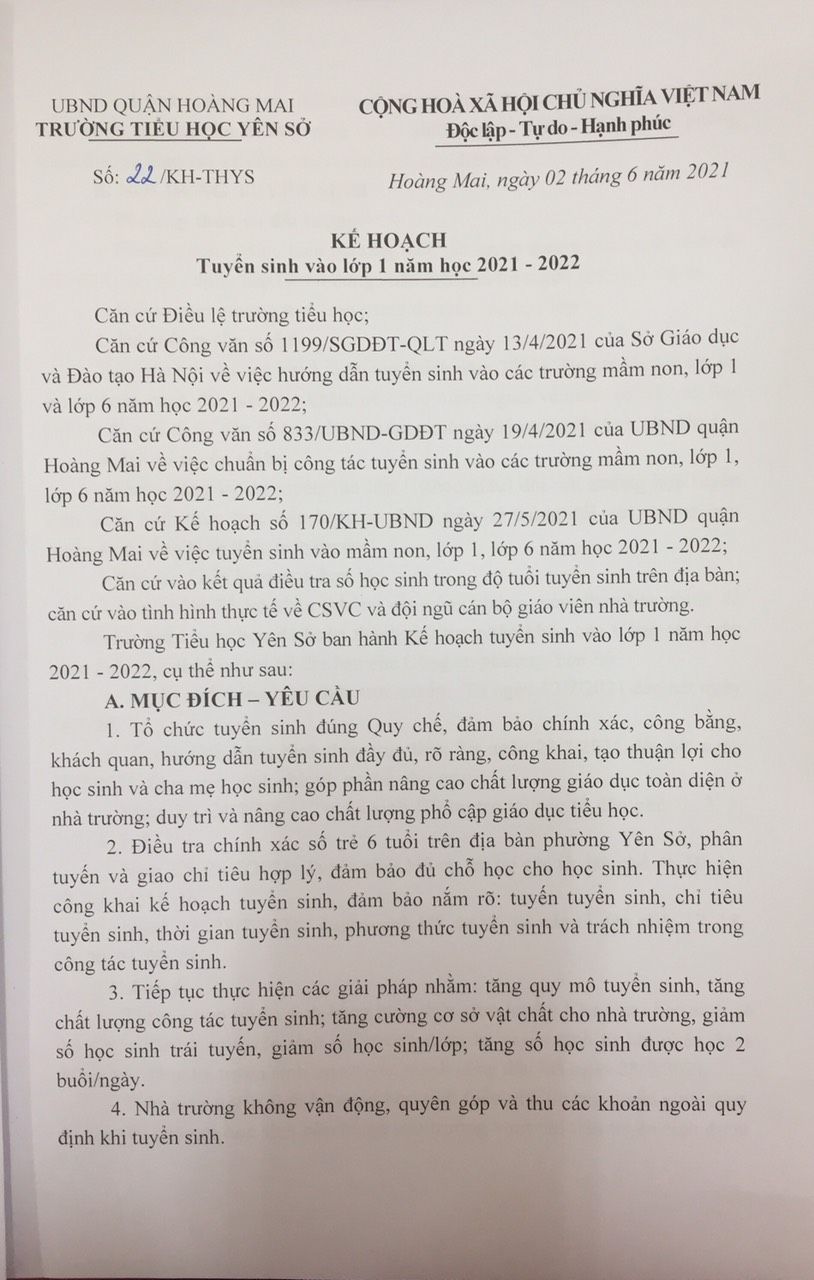 UBND QUẬN HOÀNG MAI
TRƯỜNG TIỂU HỌC YÊN SỞ
CỘNG HOÀ XÃ HỘI CHỦ NGHĨA VIỆT NAM
Độc lập - Tự do - Hạnh phúc
Số: 22/KH-THYS
Hoàng Mai, ngày 02 tháng 6 năm 2021
KẾ HOẠCH
Tuyển sinh vào lớp 1 năm học 2021 - 2022
Căn cứ Điều lệ trường tiểu học;
Căn cứ Công văn số 1199/SGDĐT-QLT ngày 13/4/2021 của Sở Giáo dục
và Đào tạo Hà Nội về việc hướng dẫn tuyển sinh vào các trường mầm non, lớp 1
và lớp 6 năm học 2021 - 2022;
Căn cứ Công văn số 833/UBND-GDĐT ngày 19/4/2021 của UBND quận
Hoàng Mai về việc chuẩn bị công tác tuyển sinh vào các trường mầm non, lớp 1,
lớp 6 năm học 2021 - 2022;
Căn cứ Kế hoạch số 170/KH-UBND ngày 27/5/2021 của UBND quận
Hoàng Mai về việc tuyển sinh vào mầm non, lớp 1, lớp 6 năm học 2021 - 2022;
Căn cứ vào kết quả điều tra số học sinh trong độ tuổi tuyển sinh trên địa bàn;
căn cứ vào tình hình thực tế về CSVC và đội ngũ cán bộ giáo viên nhà trường.
Trường Tiểu học Yên Sở ban hành Kế hoạch tuyển sinh vào lớp 1 năm học
2021 - 2022, cụ thể như sau:
A. MỤC ĐÍCH – YÊU CẦU
1. Tổ chức tuyển sinh đúng Quy chế, đảm bảo chính xác, công bằng,
khách quan, hướng dẫn tuyển sinh đầy đủ, rõ ràng, công khai, tạo thuận lợi cho
học sinh và cha mẹ học sinh; góp phần nâng cao chất lượng giáo dục toàn diện ở
nhà trường; duy trì và nâng cao chất lượng phổ cập giáo dục tiểu học.
2. Điều tra chính xác số trẻ 6 tuổi trên địa bàn phường Yên Sở, phân
tuyến và giao chỉ tiêu hợp lý, đảm bảo đủ chỗ học cho học sinh. Thực hiện
công khai kế hoạch tuyển sinh, đảm bảo nắm rõ: tuyến tuyển sinh, chỉ tiêu
tuyển sinh, thời gian tuyển sinh, phương thức tuyển sinh và trách nhiệm trong
công tác tuyển sinh.
3. Tiếp tục thực hiện các giải pháp nhằm: tăng quy mô tuyển sinh, tăng
chất lượng công tác tuyển sinh; tăng cường cơ sở vật chất cho nhà trường, giảm
số học sinh trái tuyến, giảm số học sinh/lớp; tăng số học sinh được học 2
buổi/ngày.
4. Nhà trường không vận động, quyên góp và thu các khoản ngoài quy
định khi tuyển sinh.